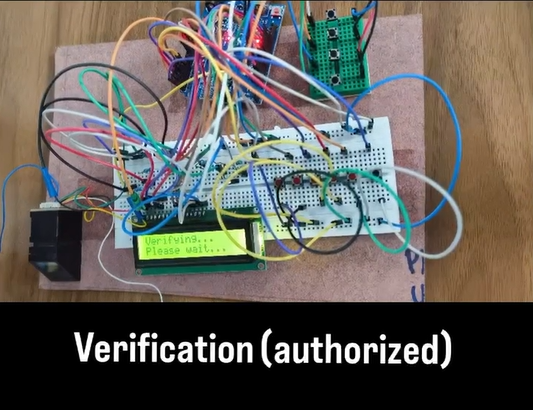 Verifying...
Please wait...
Verification (authorized)